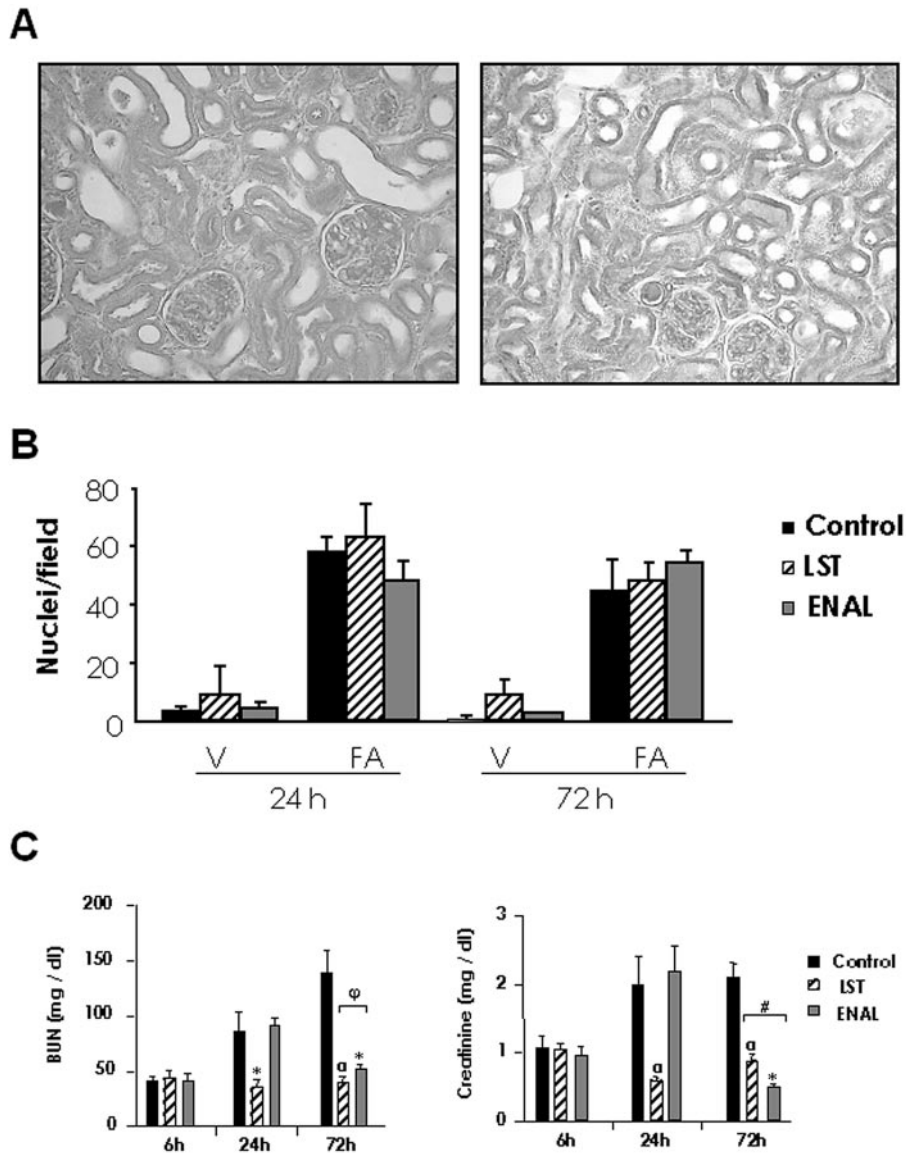 A
B
Nuclei/field
80
60
40
20
0
Control
LST
ENAL
V
FA
V
FA
24 h
72h
C
BUN (mg / dl)
200
150
100
50
0
*
φ
α
*
6h
24h
72h
Creatinine (mg / dl)
3
2
1
0
α
#
α
*
6h
24h
72h
Control
LST
ENAL